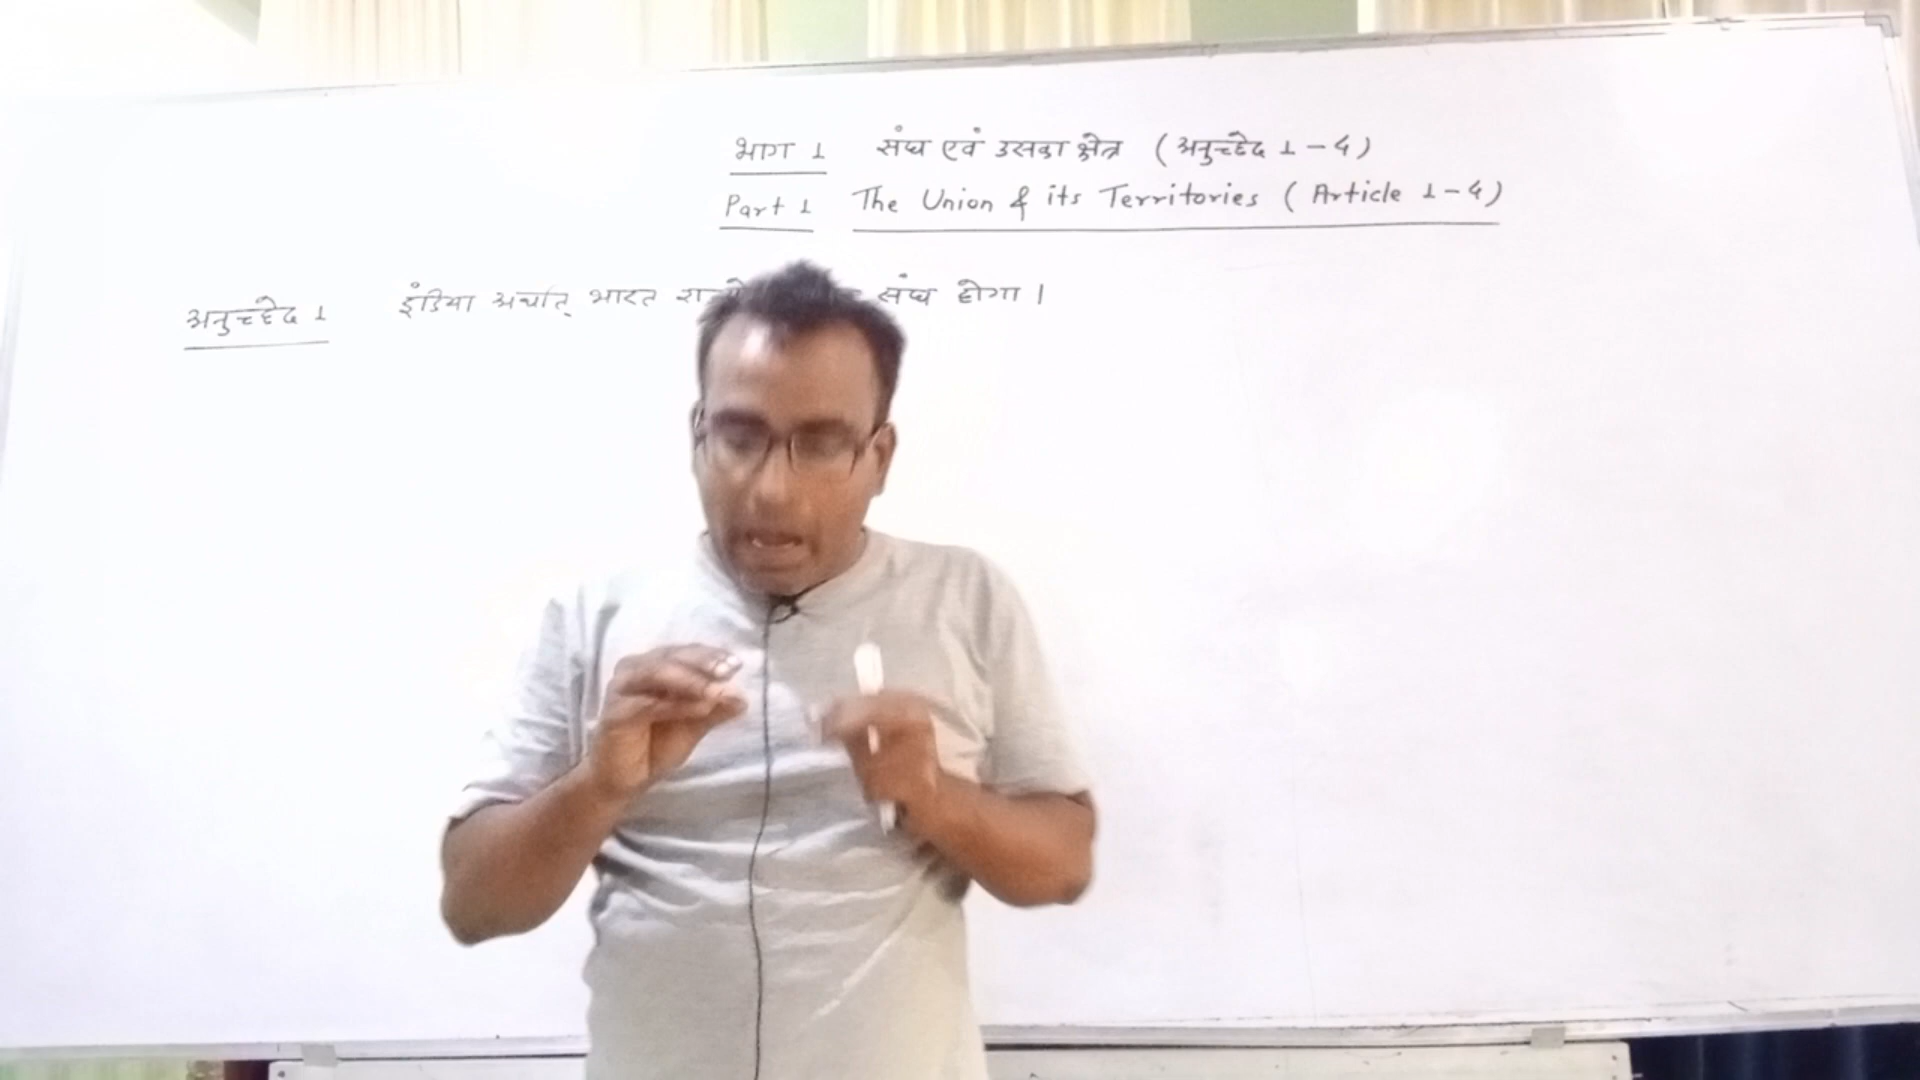 भाग 1 संघ एवं उसका क्षेत्र (अनुच्छेद 1-4)
Part 1 The Union & its Territories (Article 1-4)
अनुच्छेद 1 इंडिया अर्थात् भारत संघ होगा ।